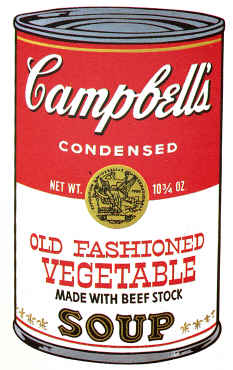 Campbell's
CONDENSED
NET WT. 10¾ OZ
OLD FASHIONED
VEGETABLE
MADE WITH BEEF STOCK
SOUP